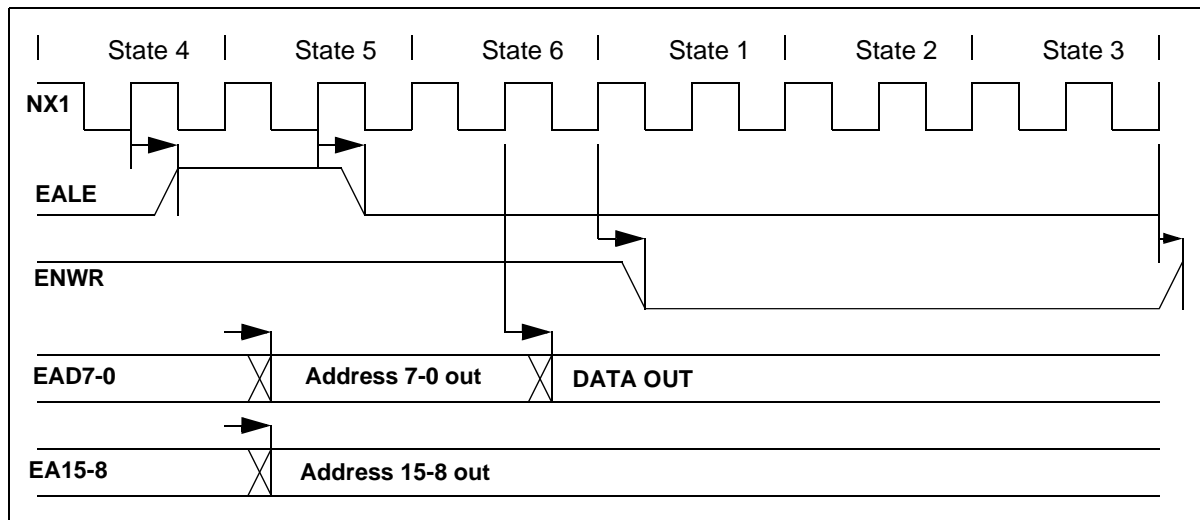 State 4 State 5 State 6 State 1 State 2 State 3
NX1
EALE
ENWR
EAD7-0 Address 7-0 out DATA OUT
EA15-8 Address 15-8 out